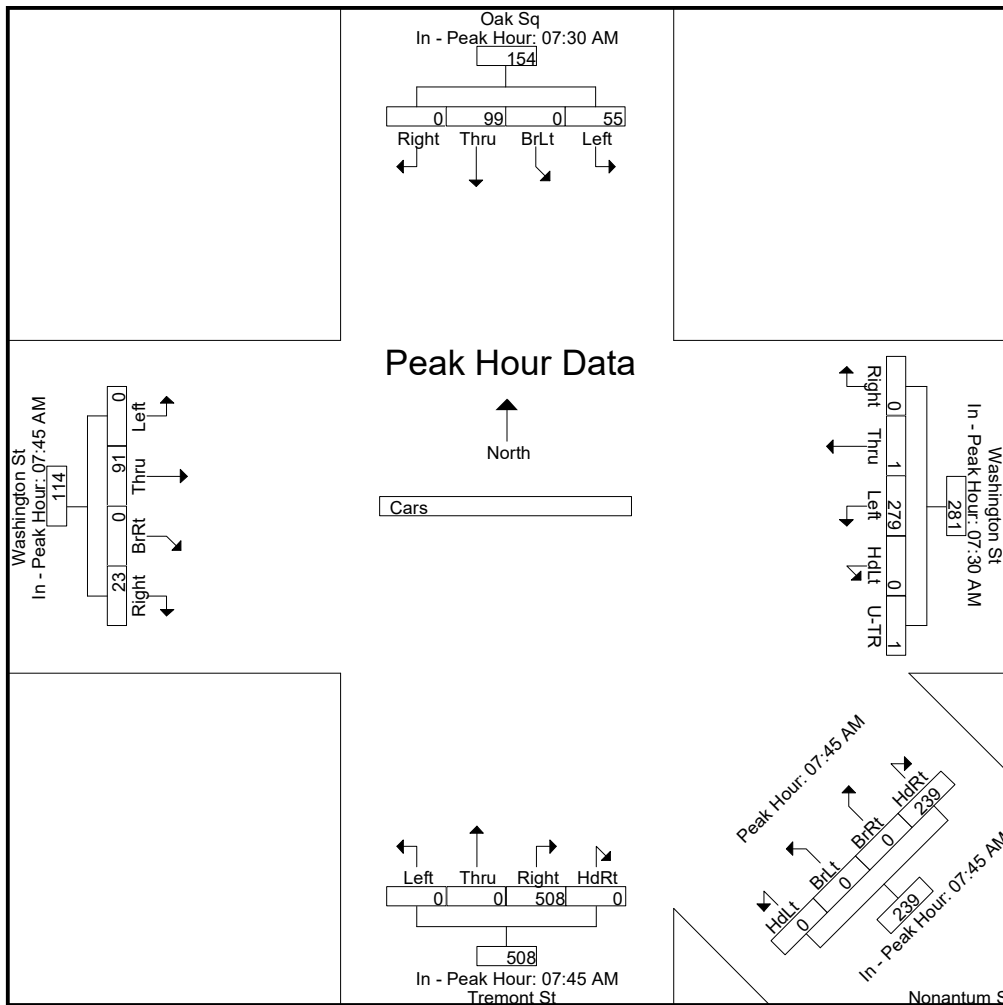 Oak Sq
In - Peak Hour: 07:30 AM
154
0 99 0 55
Right Thru BrLt Left
Peak Hour Data
North
Cars
Washington St
In - Peak Hour: 07:45 AM
114
0 91 0 23
Left Thru BrRt Right
Washington St
In - Peak Hour: 07:30 AM
281
0 1 279 0 1
Right Thru Left HdLt U-TR
Left Thru Right HdRt
0 0 508 0
508
In - Peak Hour: 07:45 AM
Tremont St
Peak Hour: 07:45 AM
HdLt BrLt BrRt HdRt
0 0 0 239
239
In - Peak Hour: 07:45 AM
Nonantum S